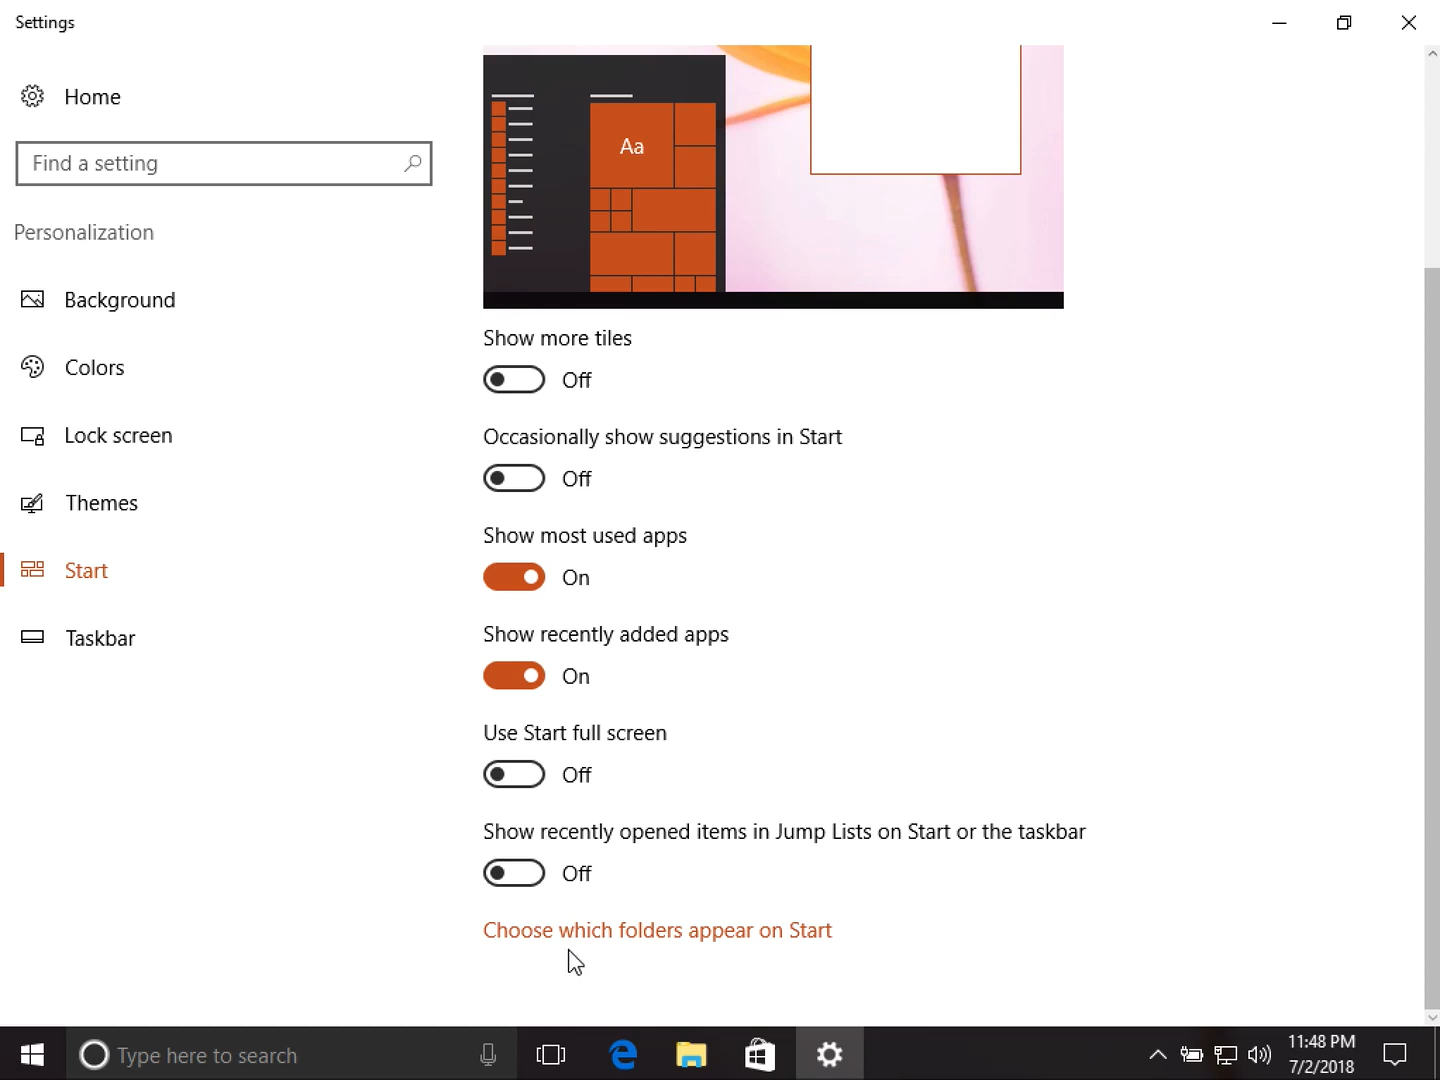 Settings
Home
Find a setting
Personalization
Background
Colors
Lock screen
Themes
Start
Taskbar
Aa
Show more tiles
Off
Occasionally show suggestions in Start
Off
Show most used apps
On
Show recently added apps
On
Use Start full screen
Off
Show recently opened items in Jump Lists on Start or the taskbar
Off
Choose which folders appear on Start
Type here to search
11:48 PM
7/2/2018